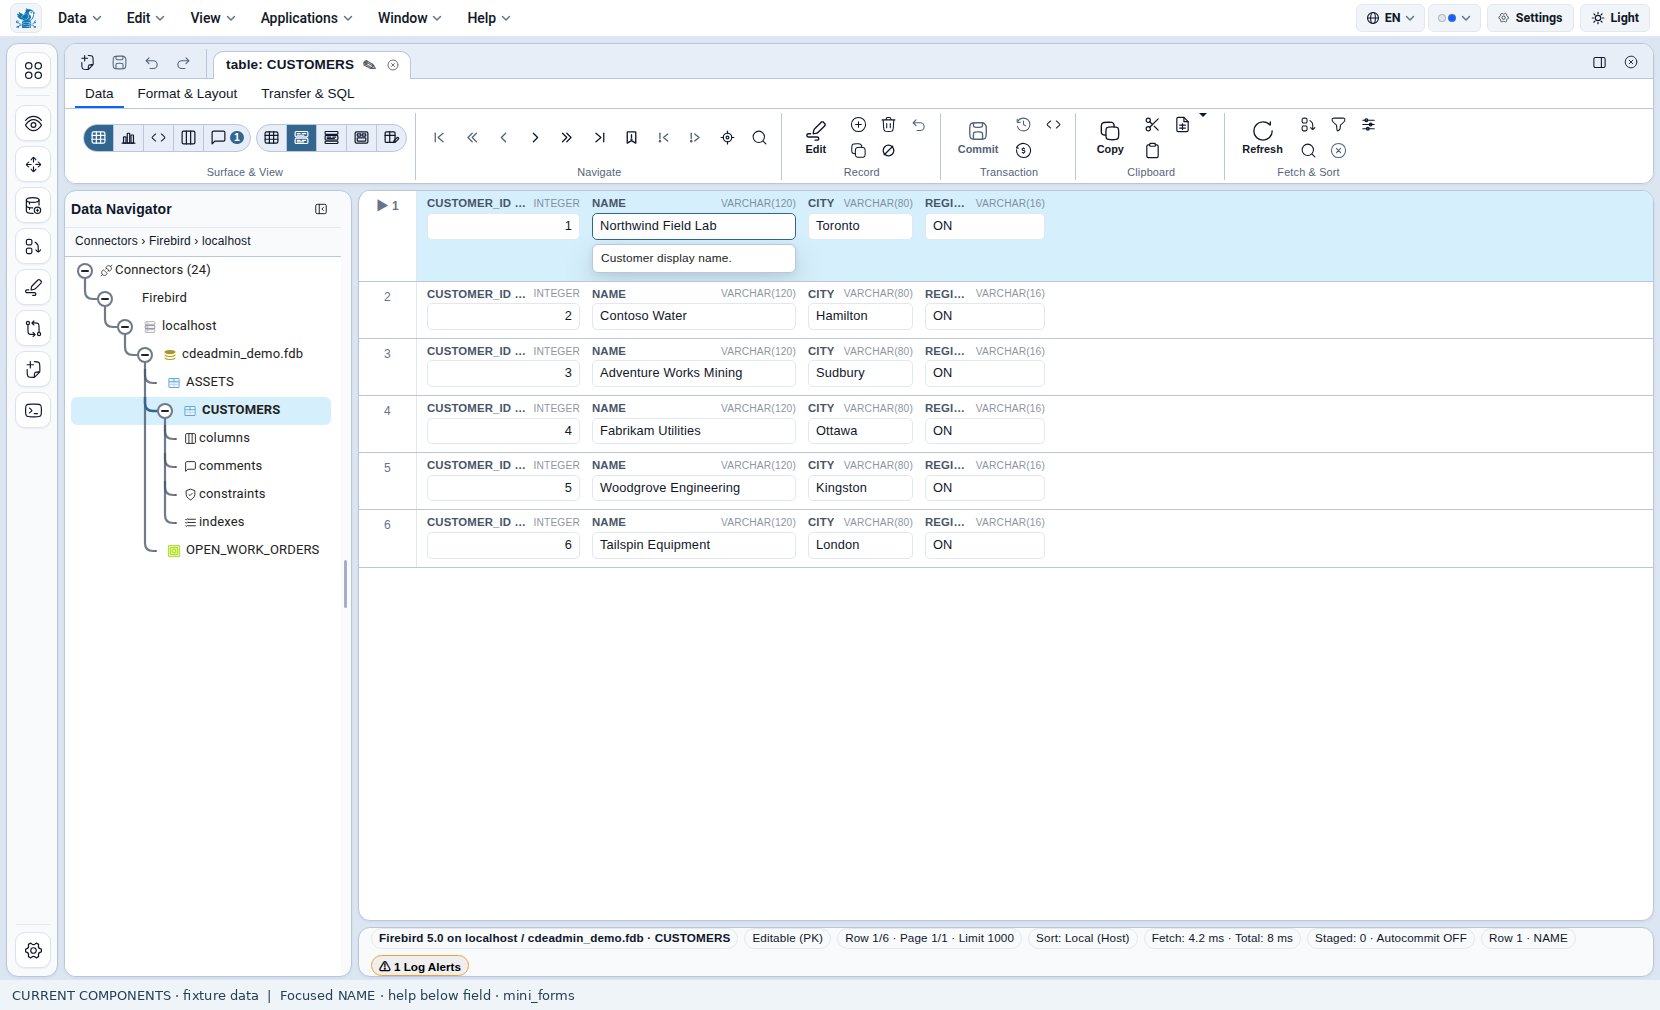 Data Edit View Applications Window Help EN Settings Light
table: CUSTOMERS
Data Format & Layout Transfer & SQL
1
Edit Commit Copy Refresh
Surface & View Navigate Record Transaction Clipboard Fetch & Sort
Data Navigator
Connectors › Firebird › localhost
Connectors (24)
Firebird
localhost
cdeadmin_demo.fdb
ASSETS
CUSTOMERS
columns
comments
constraints
indexes
OPEN_WORK_ORDERS
1 CUSTOMER_ID ... INTEGER NAME VARCHAR(120) CITY VARCHAR(80) REGI... VARCHAR(16)
1 Northwind Field Lab Toronto ON
Customer display name.
2 CUSTOMER_ID ... INTEGER NAME VARCHAR(120) CITY VARCHAR(80) REGI... VARCHAR(16)
2 Contoso Water Hamilton ON
3 CUSTOMER_ID ... INTEGER NAME VARCHAR(120) CITY VARCHAR(80) REGI... VARCHAR(16)
3 Adventure Works Mining Sudbury ON
4 CUSTOMER_ID ... INTEGER NAME VARCHAR(120) CITY VARCHAR(80) REGI... VARCHAR(16)
4 Fabrikam Utilities Ottawa ON
5 CUSTOMER_ID ... INTEGER NAME VARCHAR(120) CITY VARCHAR(80) REGI... VARCHAR(16)
5 Woodgrove Engineering Kingston ON
6 CUSTOMER_ID ... INTEGER NAME VARCHAR(120) CITY VARCHAR(80) REGI... VARCHAR(16)
6 Tailspin Equipment London ON
Firebird 5.0 on localhost / cdeadmin_demo.fdb · CUSTOMERS Editable (PK) Row 1/6 · Page 1/1 · Limit 1000 Sort: Local (Host) Fetch: 4.2 ms · Total: 8 ms Staged: 0 · Autocommit OFF Row 1 · NAME
1 Log Alerts
CURRENT COMPONENTS · fixture data | Focused NAME · help below field · mini_forms